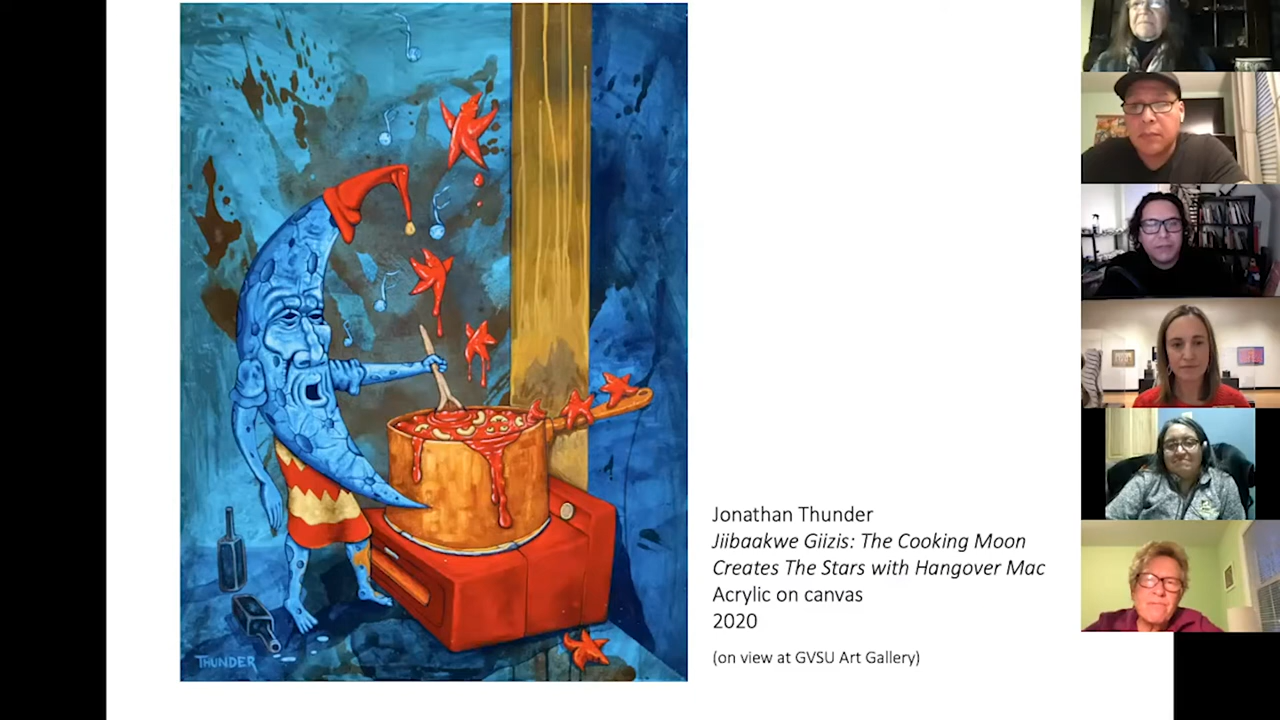 THUNDER
Jonathan Thunder
Jiibaakwe Giizis: The Cooking Moon
Creates The Stars with Hangover Mac
Acrylic on canvas
2020
(on view at GVSU Art Gallery)